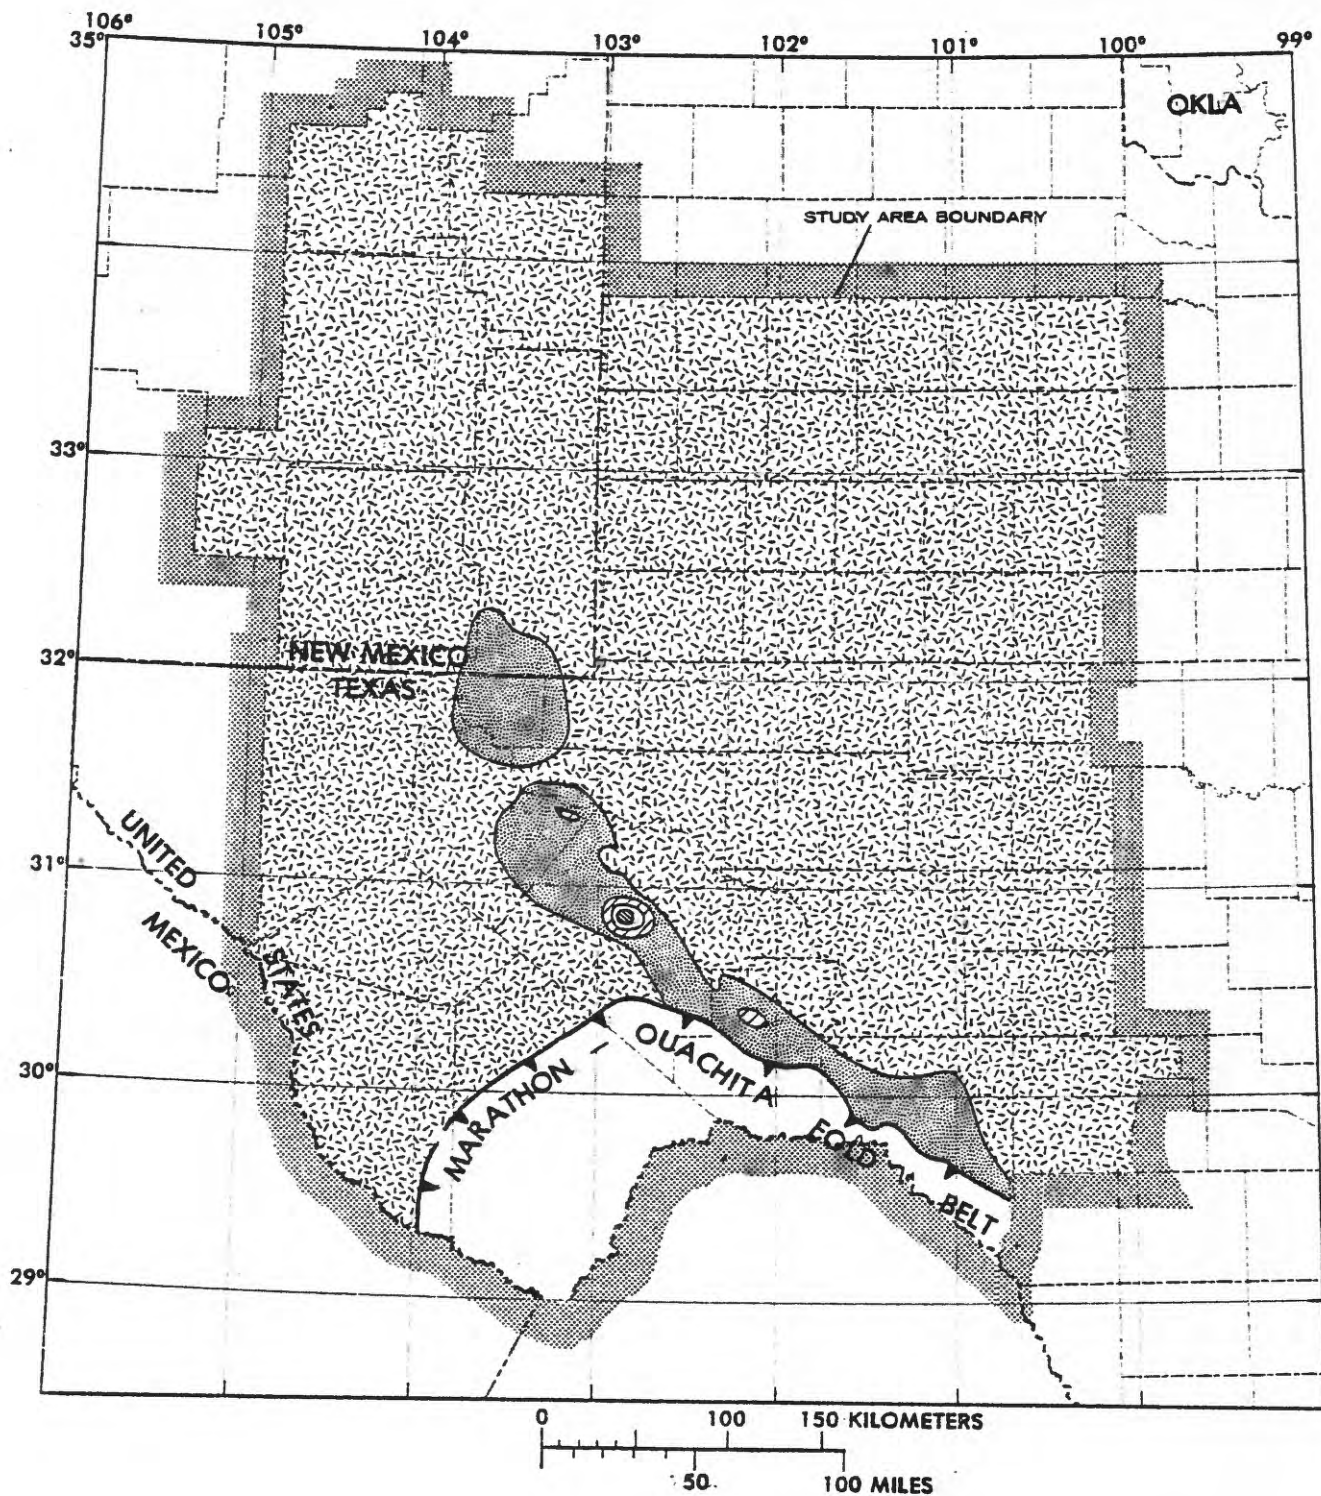 106° 105° 104° 103° 102° 101° 100° 99°
35°
OKLA
STUDY AREA BOUNDARY
33°
32°
NEW MEXICO
TEXAS
31°
UNITED
STATES
MEXICO
30°
MARATHON – OUACHITA
FOLD
BELT
29°
0 100 150 KILOMETERS
50 100 MILES